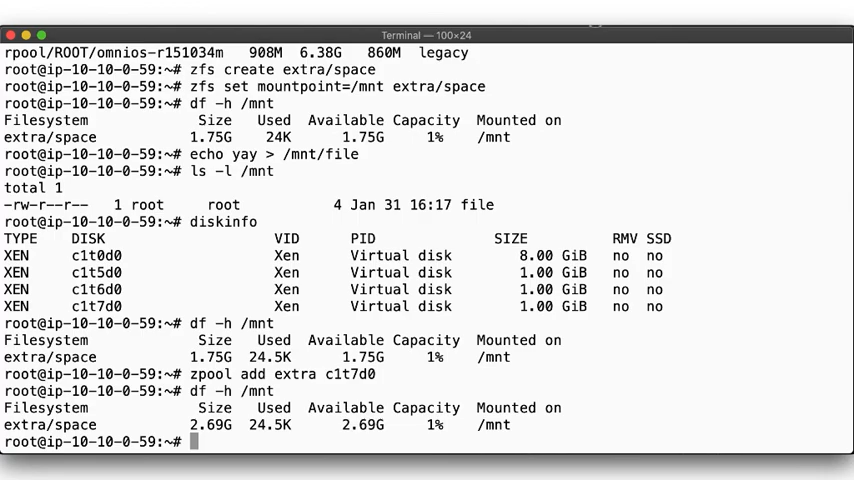 Terminal — 100×24
rpool/ROOT/omnios-r151034m   908M  6.38G   860M  legacy
root@ip-10-10-0-59:~# zfs create extra/space
root@ip-10-10-0-59:~# zfs set mountpoint=/mnt extra/space
root@ip-10-10-0-59:~# df -h /mnt
Filesystem             Size   Used  Available Capacity  Mounted on
extra/space           1.75G    24K      1.75G     1%    /mnt
root@ip-10-10-0-59:~# echo yay > /mnt/file
root@ip-10-10-0-59:~# ls -l /mnt
total 1
-rw-r--r--   1 root     root           4 Jan 31 16:17 file
root@ip-10-10-0-59:~# diskinfo
TYPE    DISK                    VID      PID              SIZE          RMV SSD
XEN     c1t0d0                  Xen      Virtual disk        8.00 GiB   no  no
XEN     c1t5d0                  Xen      Virtual disk        1.00 GiB   no  no
XEN     c1t6d0                  Xen      Virtual disk        1.00 GiB   no  no
XEN     c1t7d0                  Xen      Virtual disk        1.00 GiB   no  no
root@ip-10-10-0-59:~# df -h /mnt
Filesystem             Size   Used  Available Capacity  Mounted on
extra/space           1.75G  24.5K      1.75G     1%    /mnt
root@ip-10-10-0-59:~# zpool add extra c1t7d0
root@ip-10-10-0-59:~# df -h /mnt
Filesystem             Size   Used  Available Capacity  Mounted on
extra/space           2.69G  24.5K      2.69G     1%    /mnt
root@ip-10-10-0-59:~#